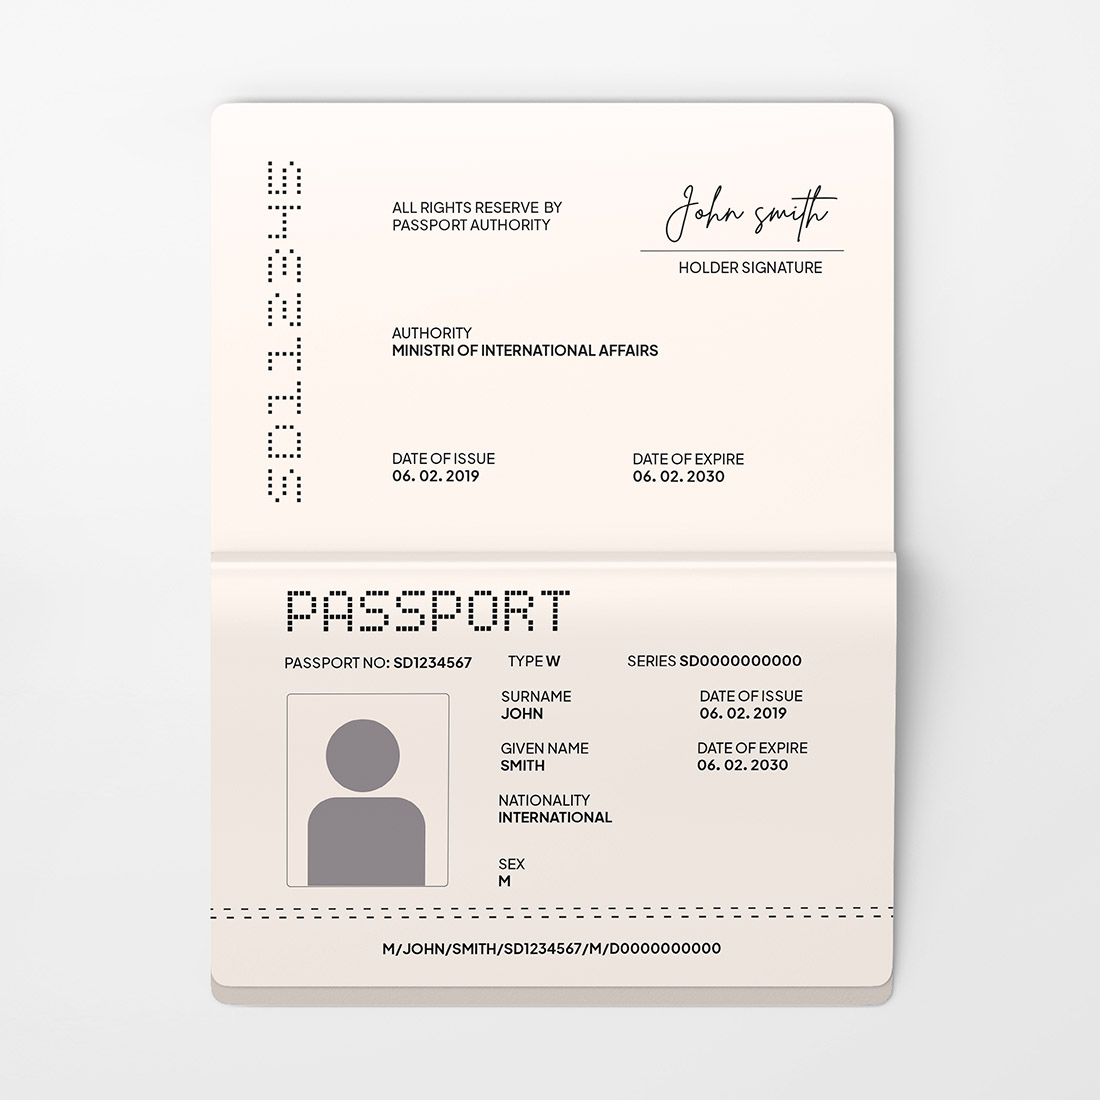 SD112345
ALL RIGHTS RESERVE BY
PASSPORT AUTHORITY
John smith
HOLDER SIGNATURE
AUTHORITY
MINISTRI OF INTERNATIONAL AFFAIRS
DATE OF ISSUE
06. 02. 2019
DATE OF EXPIRE
06. 02. 2030
PASSPORT
PASSPORT NO: SD1234567 TYPE W SERIES SD0000000000
SURNAME
JOHN
DATE OF ISSUE
06. 02. 2019
GIVEN NAME
SMITH
DATE OF EXPIRE
06. 02. 2030
NATIONALITY
INTERNATIONAL
SEX
M
M/JOHN/SMITH/SD1234567/M/D0000000000